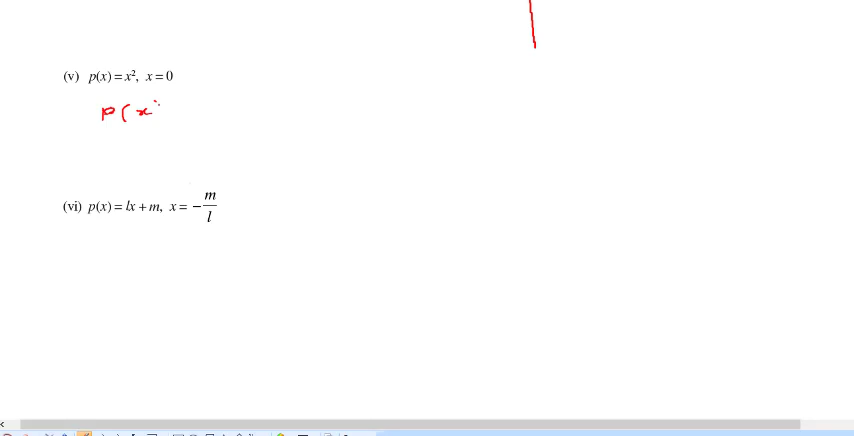 (v) p(x) = x², x = 0
p(x
(vi) p(x) = lx + m, x = −m/l